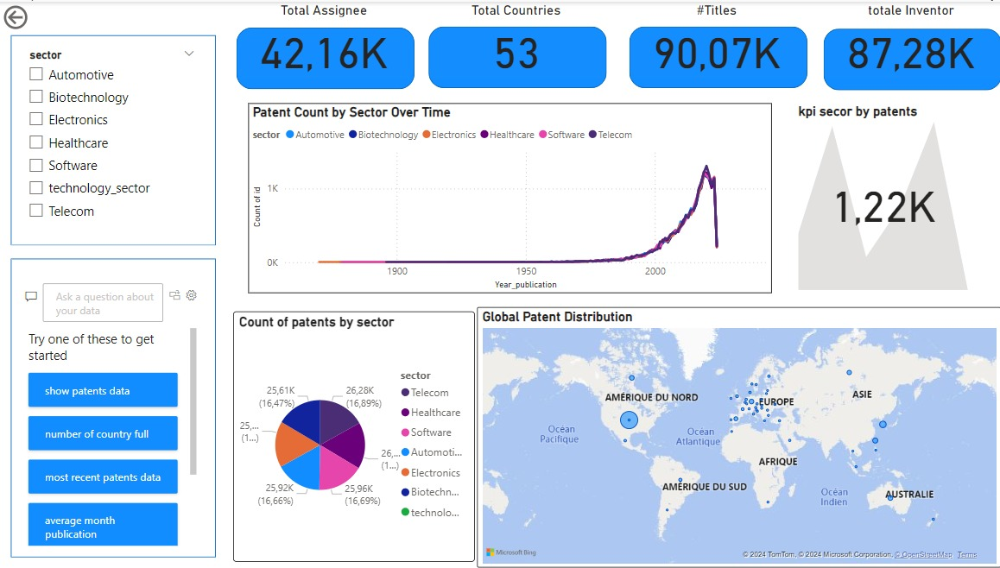 Total Assignee
Total Countries
#Titles
totale Inventor
42,16K
53
90,07K
87,28K
sector
Automotive
Biotechnology
Electronics
Healthcare
Software
technology_sector
Telecom
Patent Count by Sector Over Time
sector Automotive Biotechnology Electronics Healthcare Software Telecom
Count of id
1K
0K
1900
1950
2000
Year_publication
kpi secor by patents
1,22K
Ask a question about
your data
Try one of these to get
started
show patents data
number of country full
most recent patents data
average month
publication
Count of patents by sector
25,61K
(16,47%)
26,28K
(16,89%)
25,...
(1...)
26,...
(1...)
25,92K
(16,66%)
25,96K
(16,69%)
sector
Telecom
Healthcare
Software
Automoti...
Electronics
Biotechn...
technolo...
Global Patent Distribution
AMÉRIQUE DU NORD
EUROPE
ASIE
Océan
Pacifique
Océan
Atlantique
AFRIQUE
AMÉRIQUE DU SUD
Océan
Indien
AUSTRALIE
Microsoft Bing
© 2024 TomTom, © 2024 Microsoft Corporation, © OpenStreetMap Terms